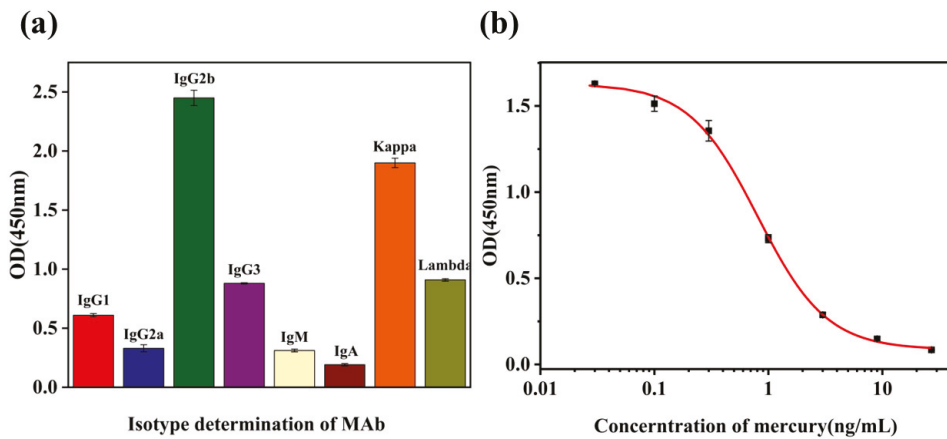 (a)
OD(450nm)
2.5
2.0
1.5
1.0
0.5
0.0
IgG1
IgG2a
IgG2b
IgG3
IgM
IgA
Kappa
Lambda
Isotype determination of MAb
(b)
OD(450nm)
1.5
1.0
0.5
0.0
0.01
0.1
1
10
Concerntration of mercury(ng/mL)